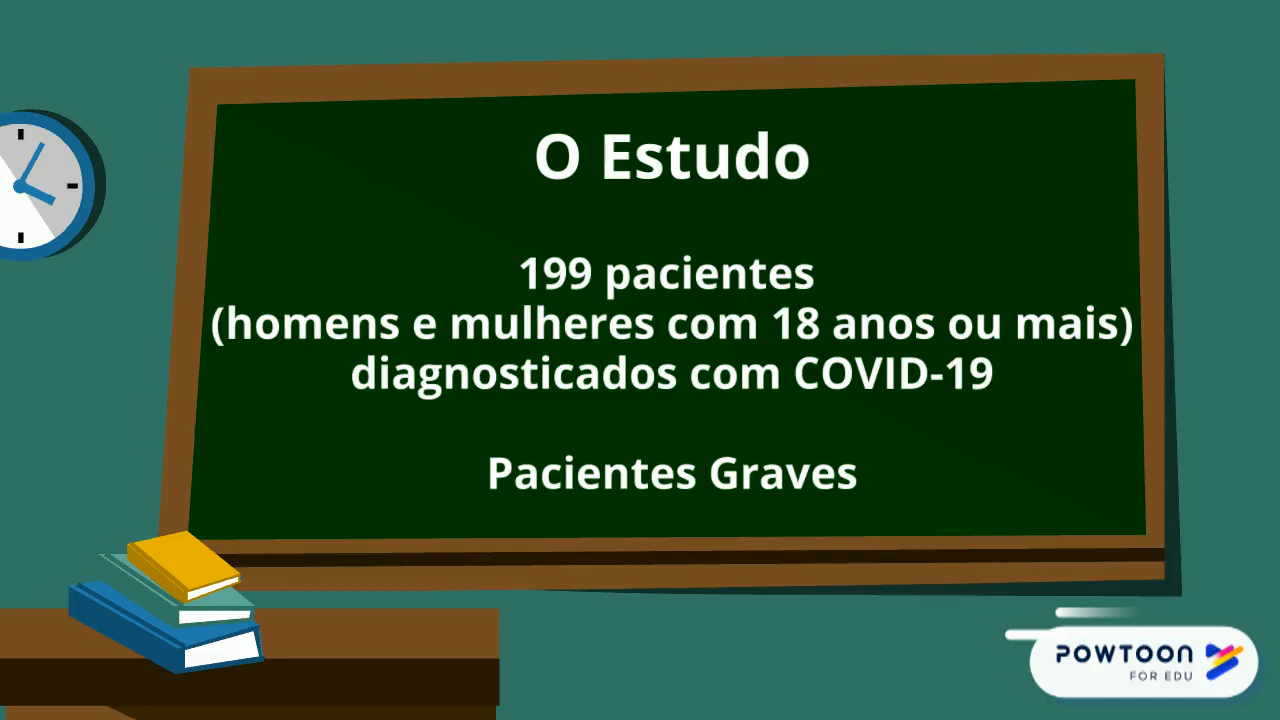 O Estudo
199 pacientes
(homens e mulheres com 18 anos ou mais)
diagnosticados com COVID-19
Pacientes Graves
POWTOON
FOR EDU